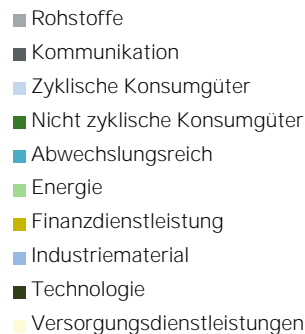 Rohstoffe
Kommunikation
Zyklische Konsumgüter
Nicht zyklische Konsumgüter
Abwechslungsreich
Energie
Finanzdienstleistung
Industriematerial
Technologie
Versorgungsdienstleistungen